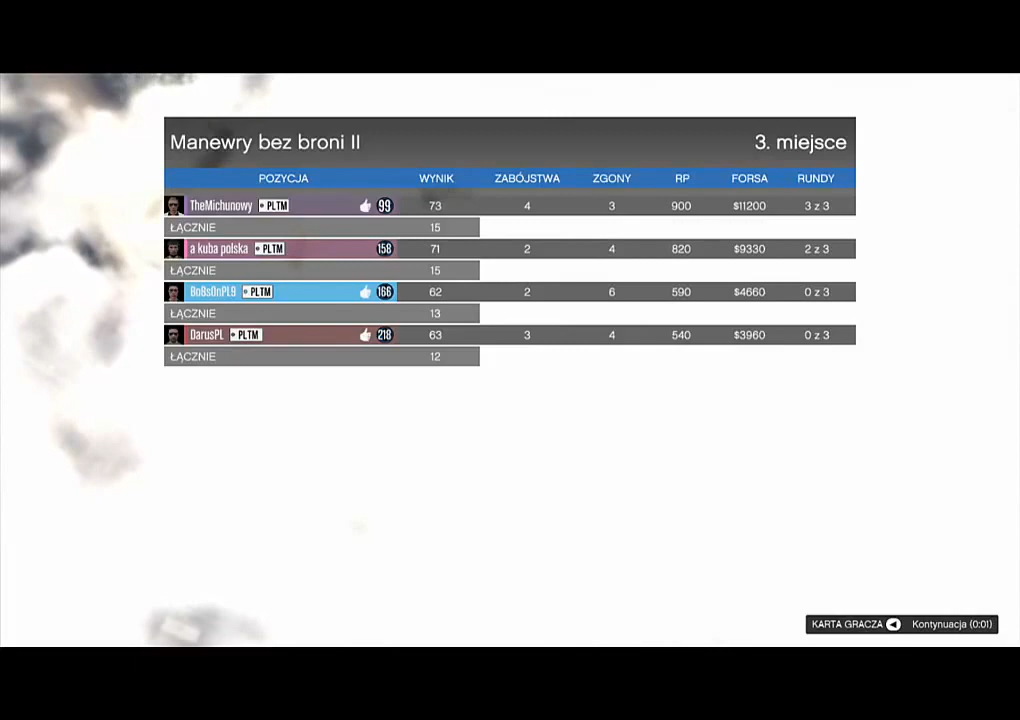 Manewry bez broni II 3. miejsce
POZYCJA WYNIK ZABÓJSTWA ZGONY RP FORSA RUNDY
TheMichunowy PLTM 99 73 4 3 900 $11200 3 z 3
ŁĄCZNIE 15
a kuba polska PLTM 158 71 2 4 820 $9330 2 z 3
ŁĄCZNIE 15
BoBsOnPL9 PLTM 166 62 2 6 590 $4660 0 z 3
ŁĄCZNIE 13
DarusPL PLTM 218 63 3 4 540 $3960 0 z 3
ŁĄCZNIE 12
KARTA GRACZA Kontynuacja (0:01)